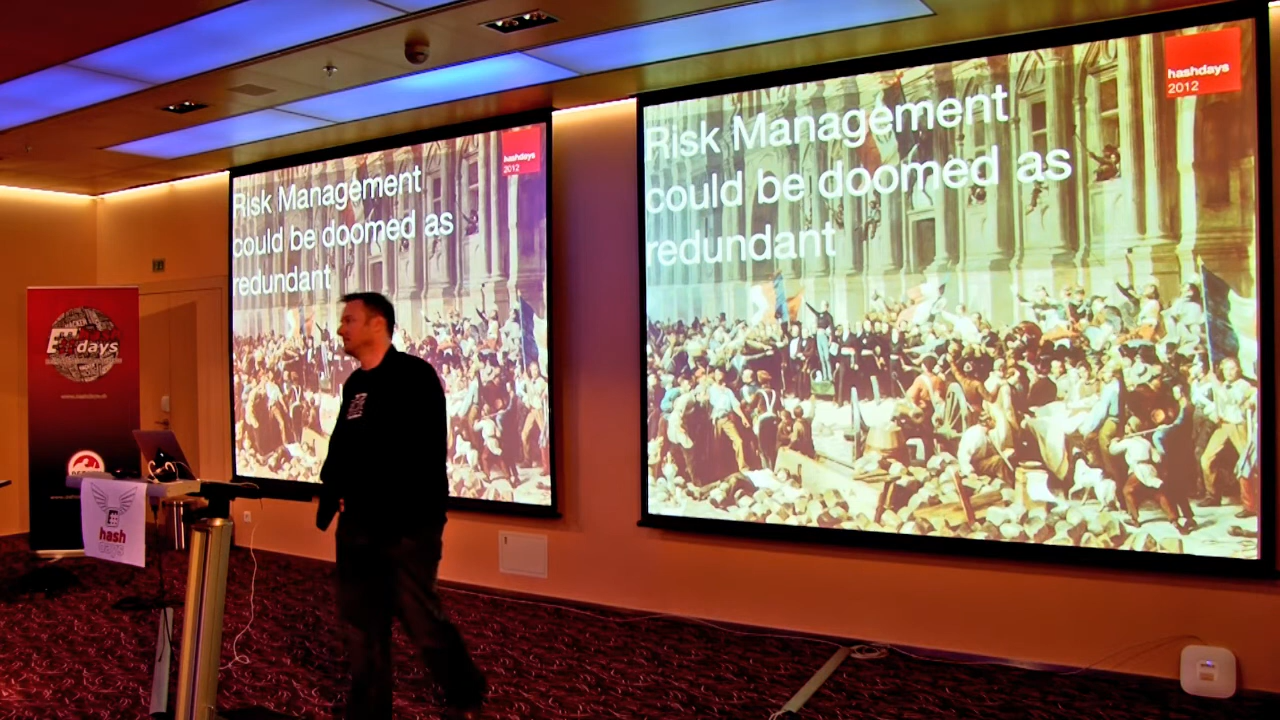 Risk Management
could be doomed as
redundant
hashdays
2012
Risk Management
could be doomed as
redundant
hashdays
2012
days
hash